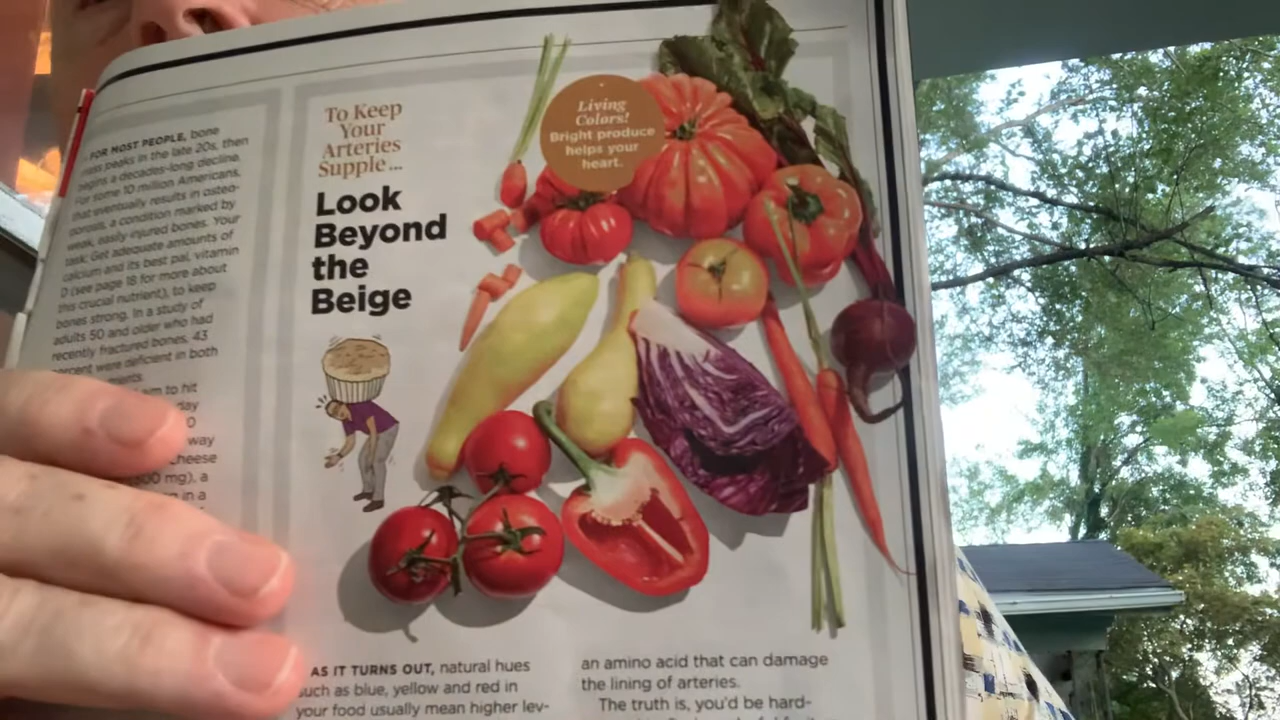 FOR MOST PEOPLE, bone
peaks in the late 20s, then
begins a decades-long decline.
For some 10 million Americans,
that eventually results in osteo-
porosis, a condition marked by
weak, easily injured bones. Your
task: Get adequate amounts of
calcium and its best pal, vitamin
D (see page 18 for more about
this crucial nutrient), to keep
bones strong. In a study of
adults 50 and older who had
recently fractured bones, 43
percent were deficient in both
to hit
way
cheese
mg), a
in a
To Keep
Your
Arteries
Supple ...
Look
Beyond
the
Beige
Living
Colors!
Bright produce
helps your
heart.
AS IT TURNS OUT, natural hues
such as blue, yellow and red in
your food usually mean higher lev-
an amino acid that can damage
the lining of arteries.
The truth is, you'd be hard-